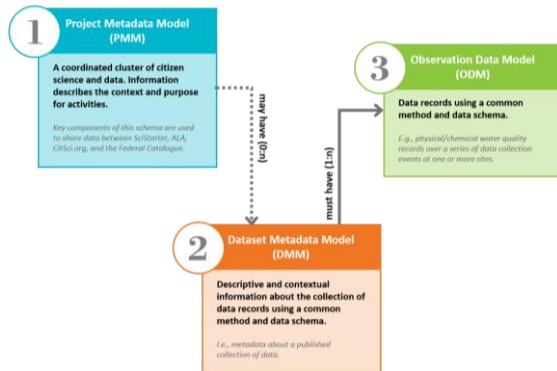 1
Project Metadata Model
(PMM)
A coordinated cluster of citizen
science and data. Information
describes the context and purpose
for activities.
Key components of this schema are used
to share data between SciStarter, ALA,
CitSci.org, and the Federal Catalogue.
may have (0:n)
2
Dataset Metadata Model
(DMM)
Descriptive and contextual
information about the collection of
data records using a common
method and data schema.
I.e., metadata about a published
collection of data.
must have (1:n)
3
Observation Data Model
(ODM)
Data records using a common
method and data schema.
E.g., physical/chemical water quality
records over a series of data collection
events at one or more sites.